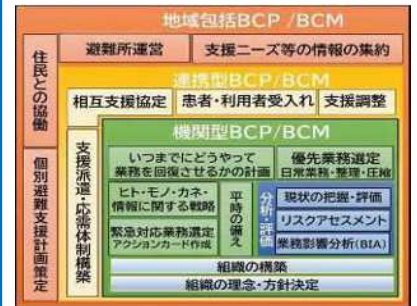 地域包括BCP/BCM
住民との協働
避難所運営
支援ニーズ等の情報の集約
連携型BCP/BCM
相互支援協定
患者・利用者受入れ
支援調整
個別避難支援計画策定
支援派遣・応需体制構築
機関型BCP/BCM
いつまでにどうやって
業務を回復させるかの計画
優先業務選定
日常業務・整理・圧縮
ヒト・モノ・カネ・
情報に関する戦略
緊急対応業務選定
アクションカード作成
平時の備え
分析・評価
現状の把握・評価
リスクアセスメント
業務影響分析(BIA)
組織の構築
組織の理念・方針決定